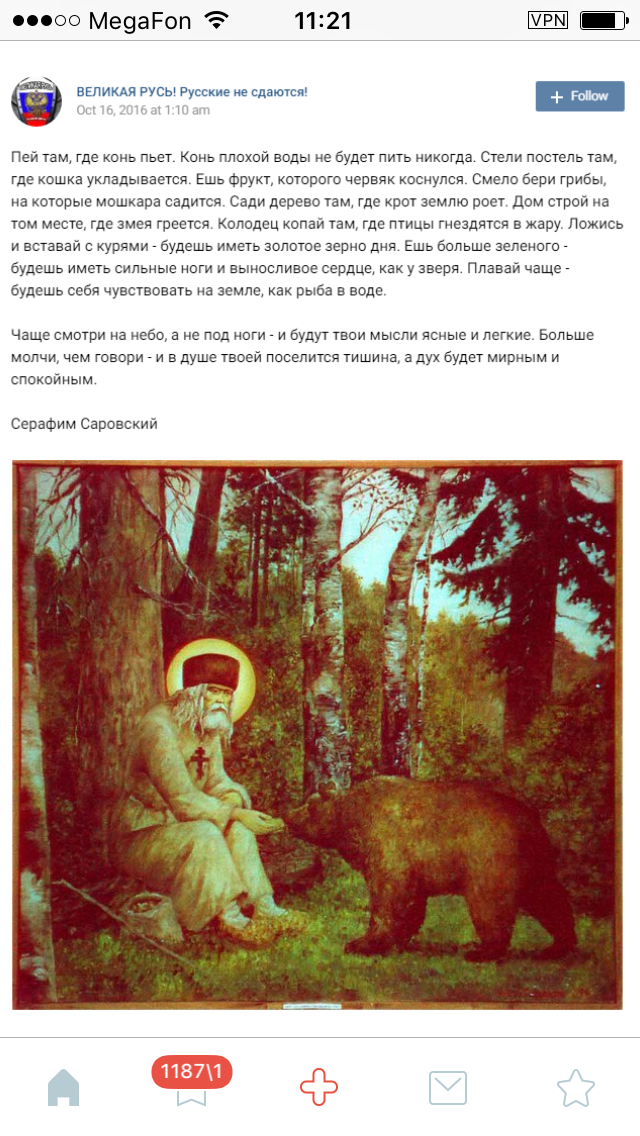 MegaFon 11:21 VPN
ВЕЛИКАЯ РУСЬ! Русские не сдаются!
Oct 16, 2016 at 1:10 am
+ Follow
Пей там, где конь пьет. Конь плохой воды не будет пить никогда. Стели постель там,
где кошка укладывается. Ешь фрукт, которого червяк коснулся. Смело бери грибы,
на которые мошкара садится. Сади дерево там, где крот землю роет. Дом строй на
том месте, где змея греется. Колодец копай там, где птицы гнездятся в жару. Ложись
и вставай с курями - будешь иметь золотое зерно дня. Ешь больше зеленого -
будешь иметь сильные ноги и выносливое сердце, как у зверя. Плавай чаще -
будешь себя чувствовать на земле, как рыба в воде.
Чаще смотри на небо, а не под ноги - и будут твои мысли ясные и легкие. Больше
молчи, чем говори - и в душе твоей поселится тишина, а дух будет мирным и
спокойным.
Серафим Саровский
1187\1